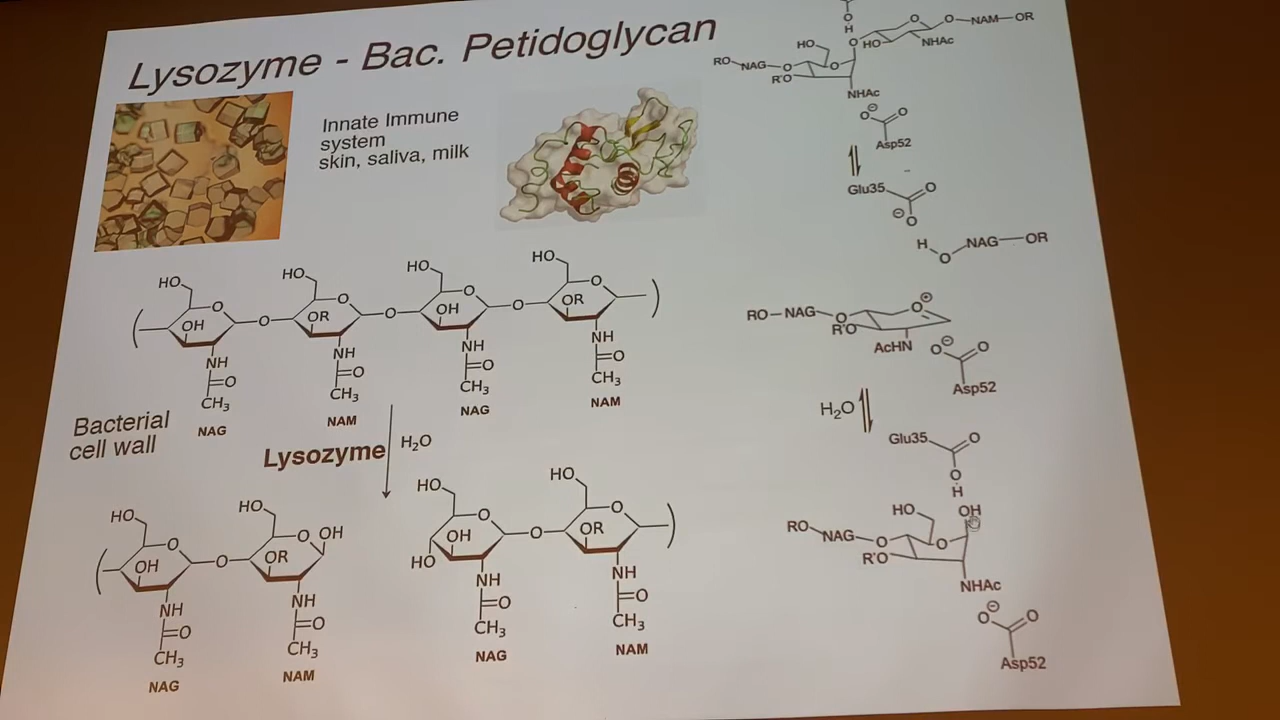 Lysozyme - Bac. Petidoglycan
Innate Immune
system
skin, saliva, milk
HO HO HO HO
O O O O
OH OR OH OR
O O O
NH NH NH NH
O O O O
CH3 CH3 CH3 CH3
NAG NAM NAG NAM
Bacterial
cell wall
Lysozyme
H2O
HO HO HO HO
O O OH O O
OH OR OH OR
O HO O
NH NH NH NH
O O O O
CH3 CH3 CH3 CH3
NAG NAM NAG NAM
O
H
O O—NAM—OR
HO O HO NHAc
RO—NAG—O O
R'O
NHAc
⊖
O O
Asp52
Glu35 O
⊖ O
H
O—NAG—OR
RO—NAG—O O⊕
R'O
AcHN
⊖
O O
Asp52
H2O
Glu35 O
O
H
HO OH
RO—NAG—O O
R'O
NHAc
⊖
O O
Asp52